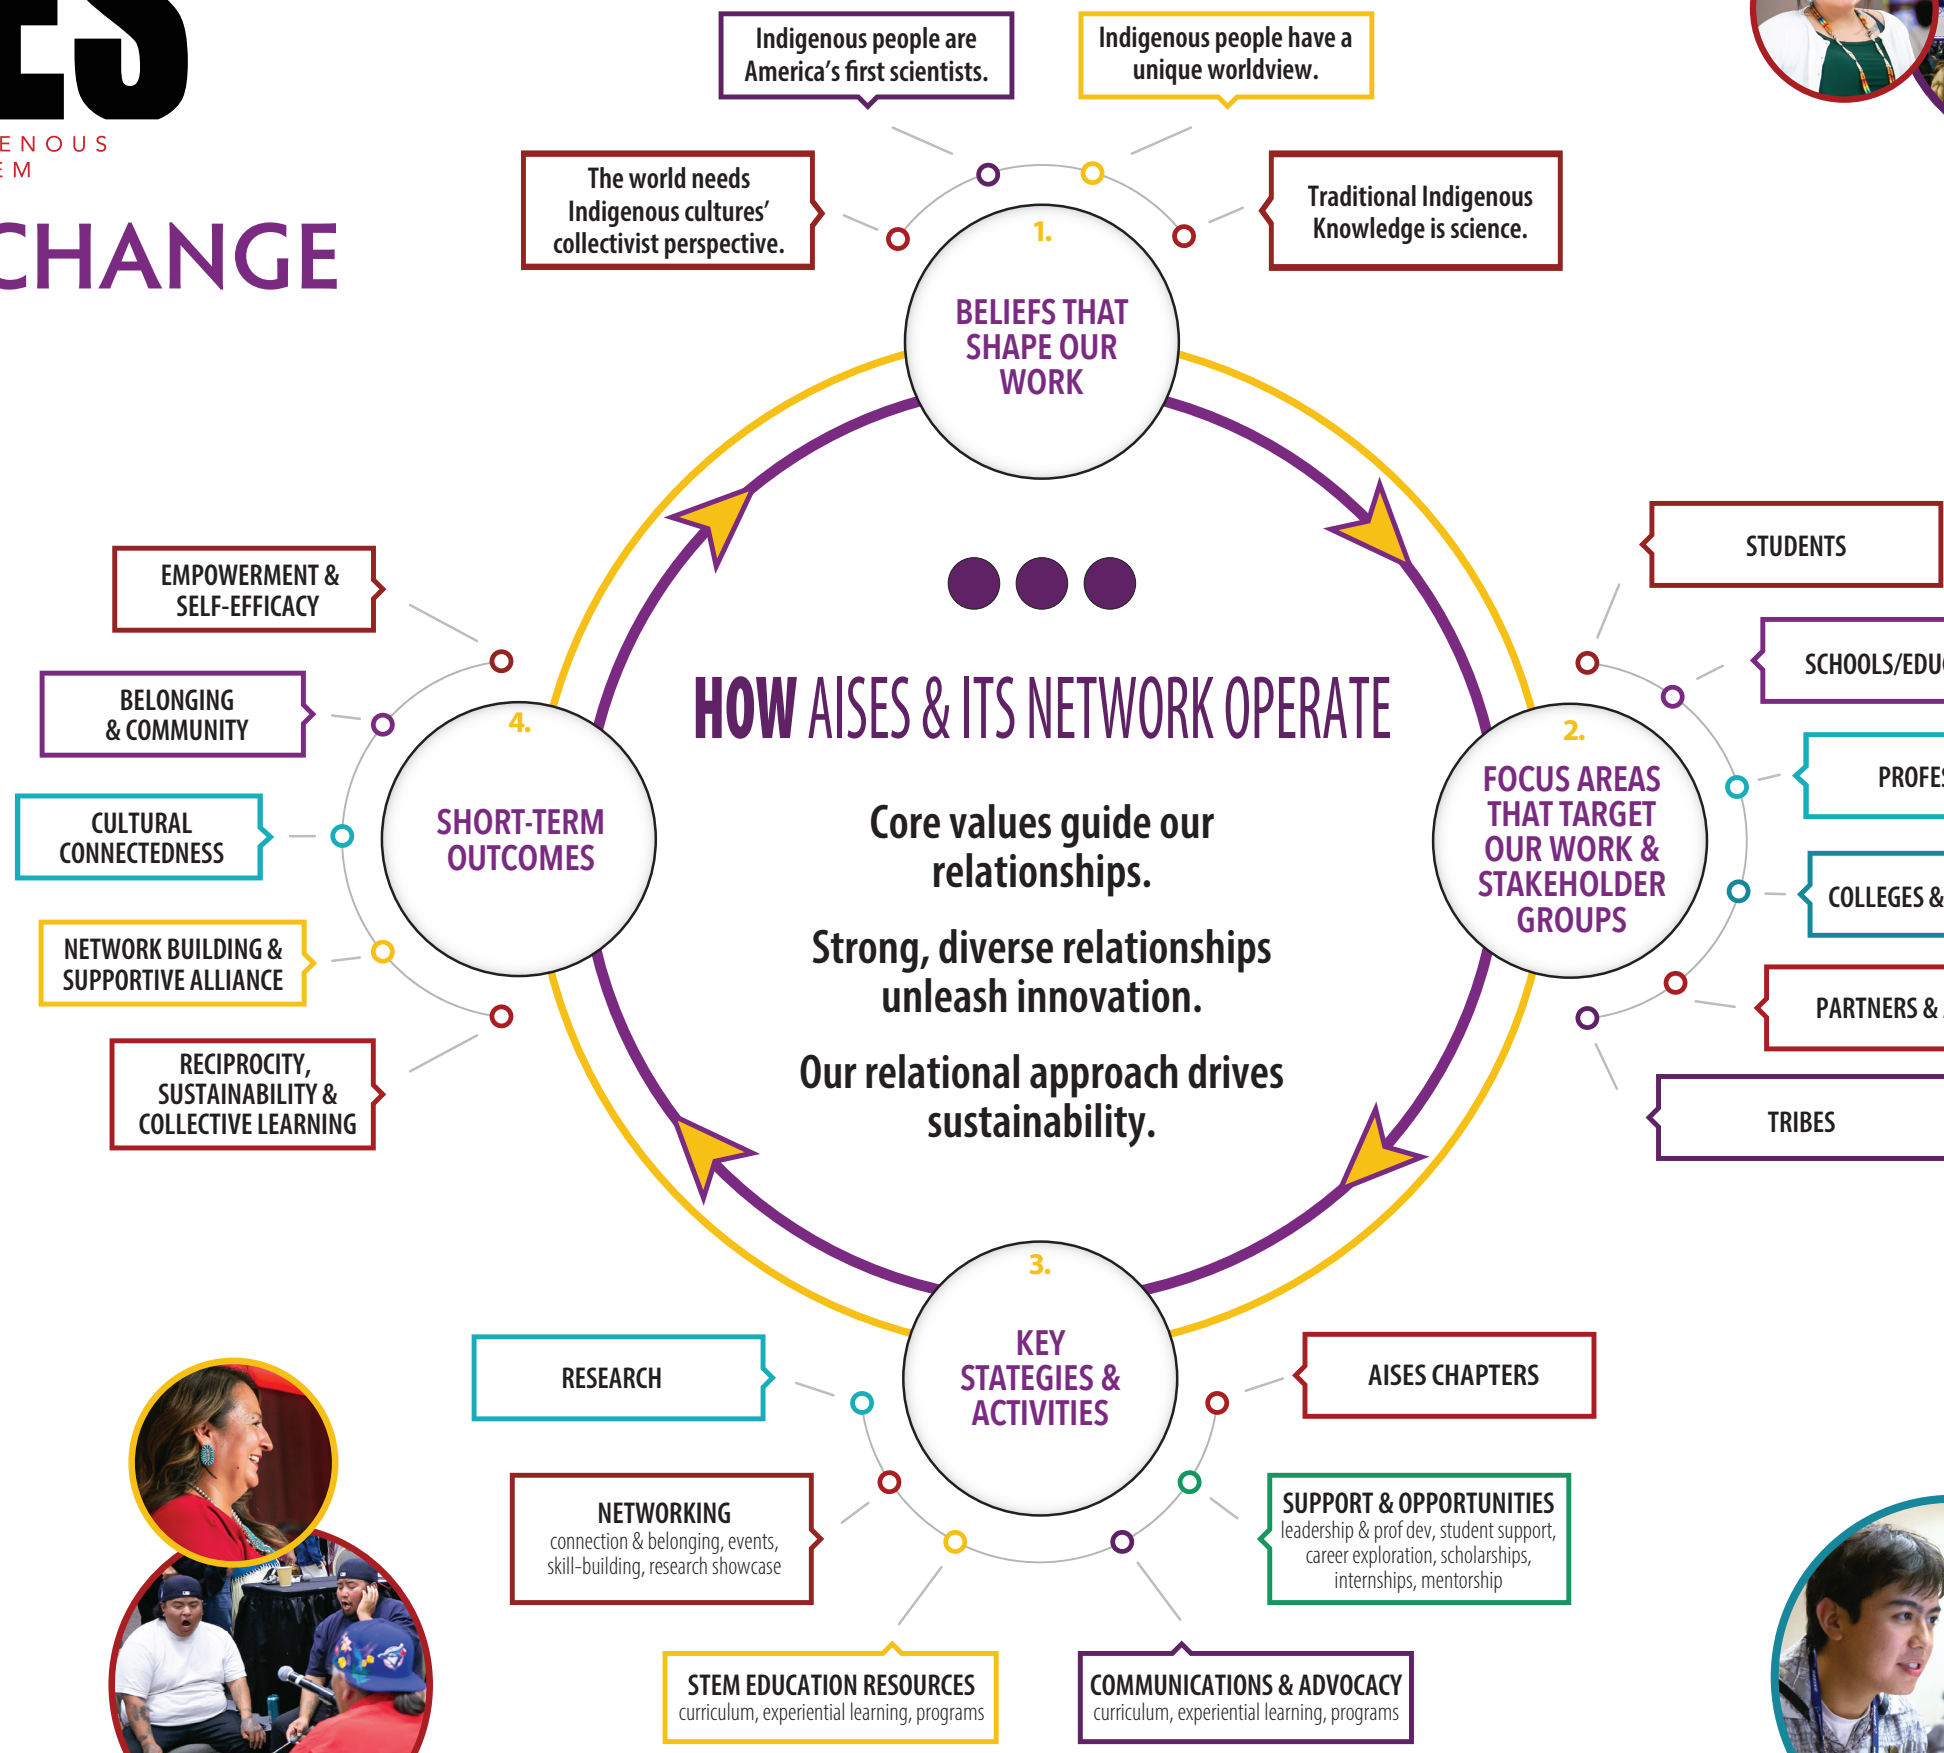 ES
ENOUS
EM
CHANGE
Indigenous people are
America's first scientists.
Indigenous people have a
unique worldview.
The world needs
Indigenous cultures'
collectivist perspective.
Traditional Indigenous
Knowledge is science.
1.
BELIEFS THAT
SHAPE OUR
WORK
STUDENTS
SCHOOLS/EDU
PROFES
COLLEGES &
PARTNERS &
TRIBES
2.
FOCUS AREAS
THAT TARGET
OUR WORK &
STAKEHOLDER
GROUPS
HOW AISES & ITS NETWORK OPERATE
Core values guide our
relationships.
Strong, diverse relationships
unleash innovation.
Our relational approach drives
sustainability.
EMPOWERMENT &
SELF-EFFICACY
BELONGING
& COMMUNITY
CULTURAL
CONNECTEDNESS
NETWORK BUILDING &
SUPPORTIVE ALLIANCE
RECIPROCITY,
SUSTAINABILITY &
COLLECTIVE LEARNING
4.
SHORT-TERM
OUTCOMES
3.
KEY
STATEGIES &
ACTIVITIES
RESEARCH
NETWORKING
connection & belonging, events,
skill-building, research showcase
STEM EDUCATION RESOURCES
curriculum, experiential learning, programs
COMMUNICATIONS & ADVOCACY
curriculum, experiential learning, programs
SUPPORT & OPPORTUNITIES
leadership & prof dev, student support,
career exploration, scholarships,
internships, mentorship
AISES CHAPTERS